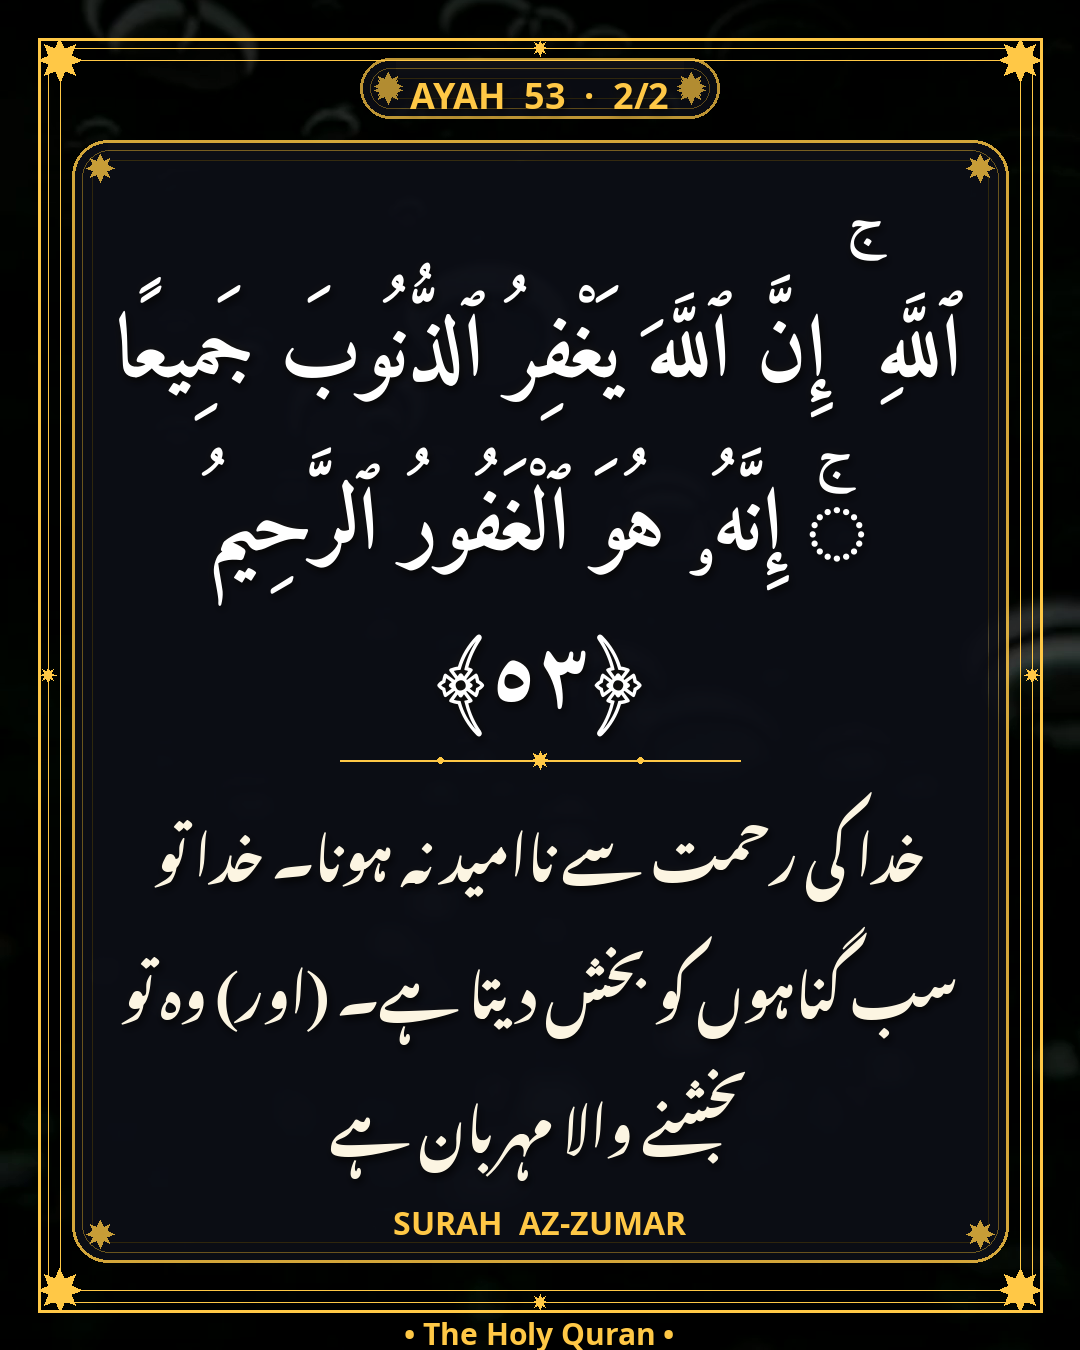 AYAH 53 · 2/2
ٱللَّهِ ۚ إِنَّ ٱللَّهَ يَغْفِرُ ٱلذُّنُوبَ جَمِيعًا
◌ۚ إِنَّهُۥ هُوَ ٱلْغَفُورُ ٱلرَّحِيمُ
﴿٥٣﴾
خدا کی رحمت سے ناامید نہ ہونا۔ خدا تو
سب گناہوں کو بخش دیتا ہے۔ (اور) وہ تو
بخشنے والا مہربان ہے
SURAH AZ-ZUMAR
• The Holy Quran •